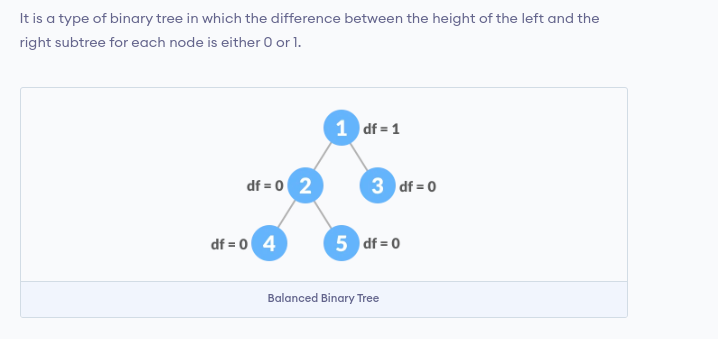 It is a type of binary tree in which the difference between the height of the left and the
right subtree for each node is either 0 or 1.
1 df = 1
df = 0 2 3 df = 0
df = 0 4 5 df = 0
Balanced Binary Tree